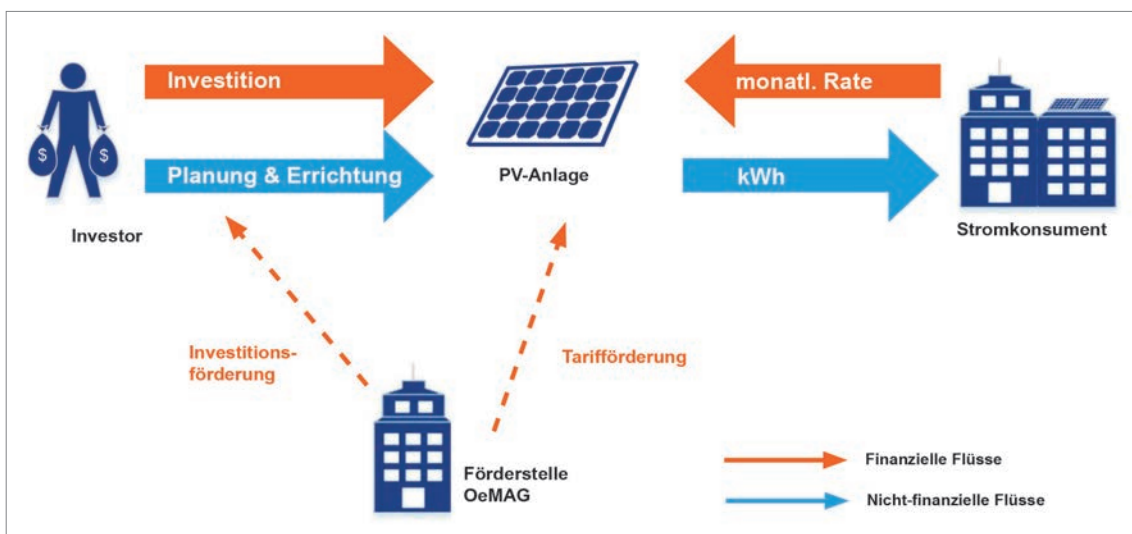 Investition
monatl. Rate
$ $
Planung & Errichtung
PV-Anlage
kWh
Investor
Stromkonsument
Investitions-
förderung
Tarifförderung
Förderstelle
OeMAG
Finanzielle Flüsse
Nicht-finanzielle Flüsse